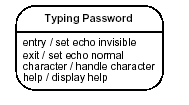 Typing Password
entry / set echo invisible
exit / set echo normal
character / handle character
help / display help